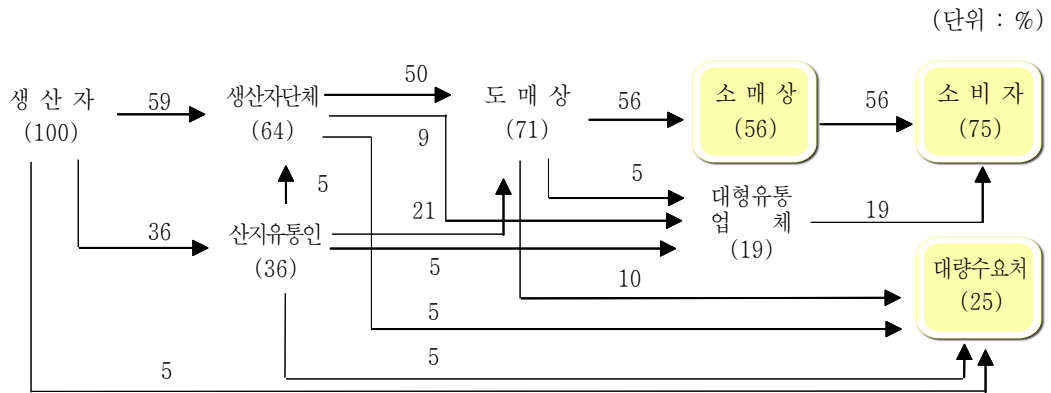 (단위 : %)
생 산 자
(100)
59
생산자단체
(64)
50
도 매 상
(71)
56
소 매 상
(56)
56
소 비 자
(75)
9
5
5
대형유통
업 체
(19)
19
36
산지유통인
(36)
21
5
10
대량수요처
(25)
5
5
5